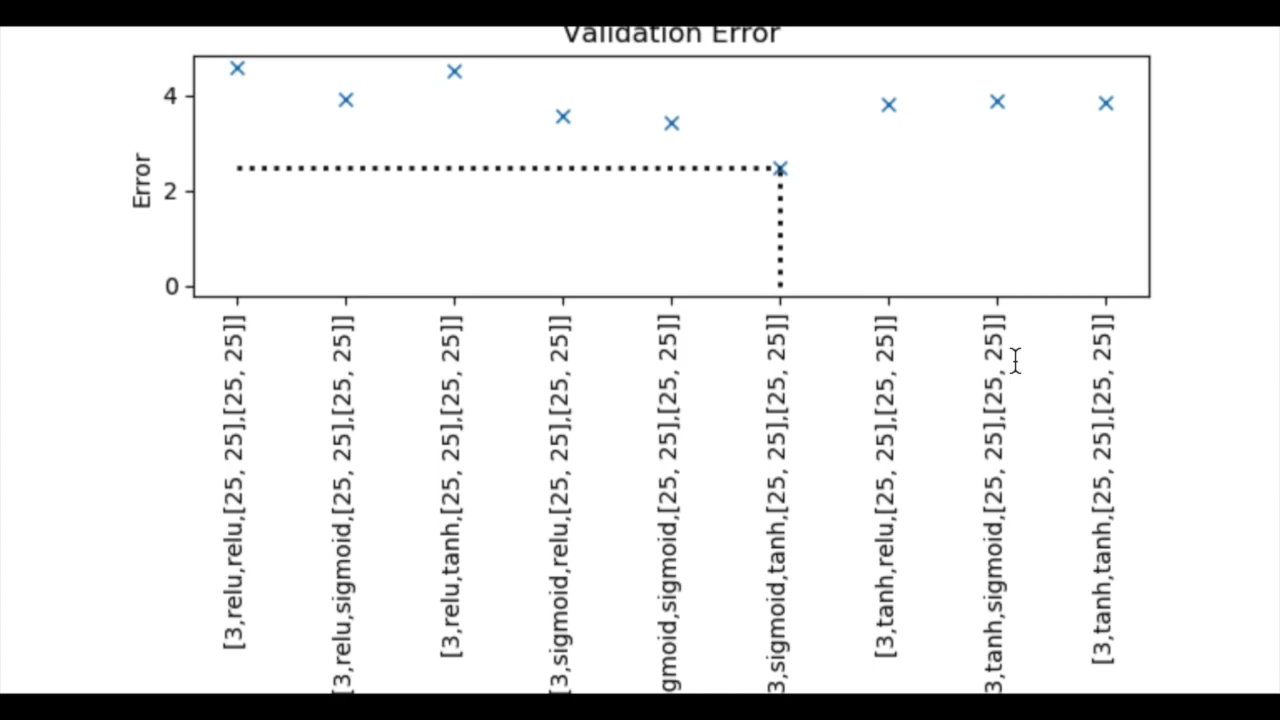 Validation Error
4
2
0
Error
[3,relu,relu,[25, 25],[25, 25]]
[3,relu,sigmoid,[25, 25],[25, 25]]
[3,relu,tanh,[25, 25],[25, 25]]
[3,sigmoid,relu,[25, 25],[25, 25]]
gmoid,sigmoid,[25, 25],[25, 25]]
3,sigmoid,tanh,[25, 25],[25, 25]]
[3,tanh,relu,[25, 25],[25, 25]]
3,tanh,sigmoid,[25, 25],[25, 25]]
[3,tanh,tanh,[25, 25],[25, 25]]